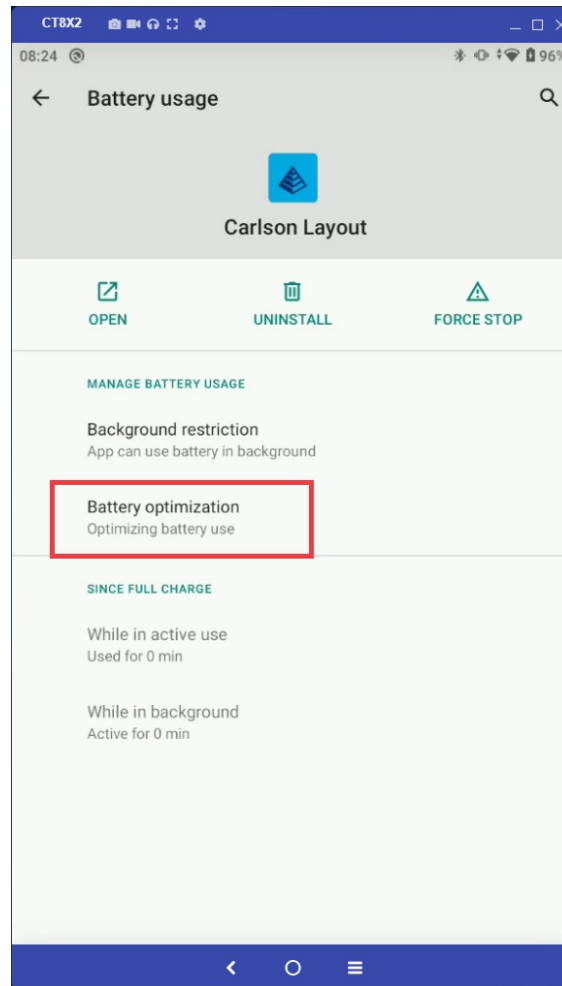 CT8X2
08:24 96%
Battery usage
Carlson Layout
OPEN UNINSTALL FORCE STOP
MANAGE BATTERY USAGE
Background restriction
App can use battery in background
Battery optimization
Optimizing battery use
SINCE FULL CHARGE
While in active use
Used for 0 min
While in background
Active for 0 min